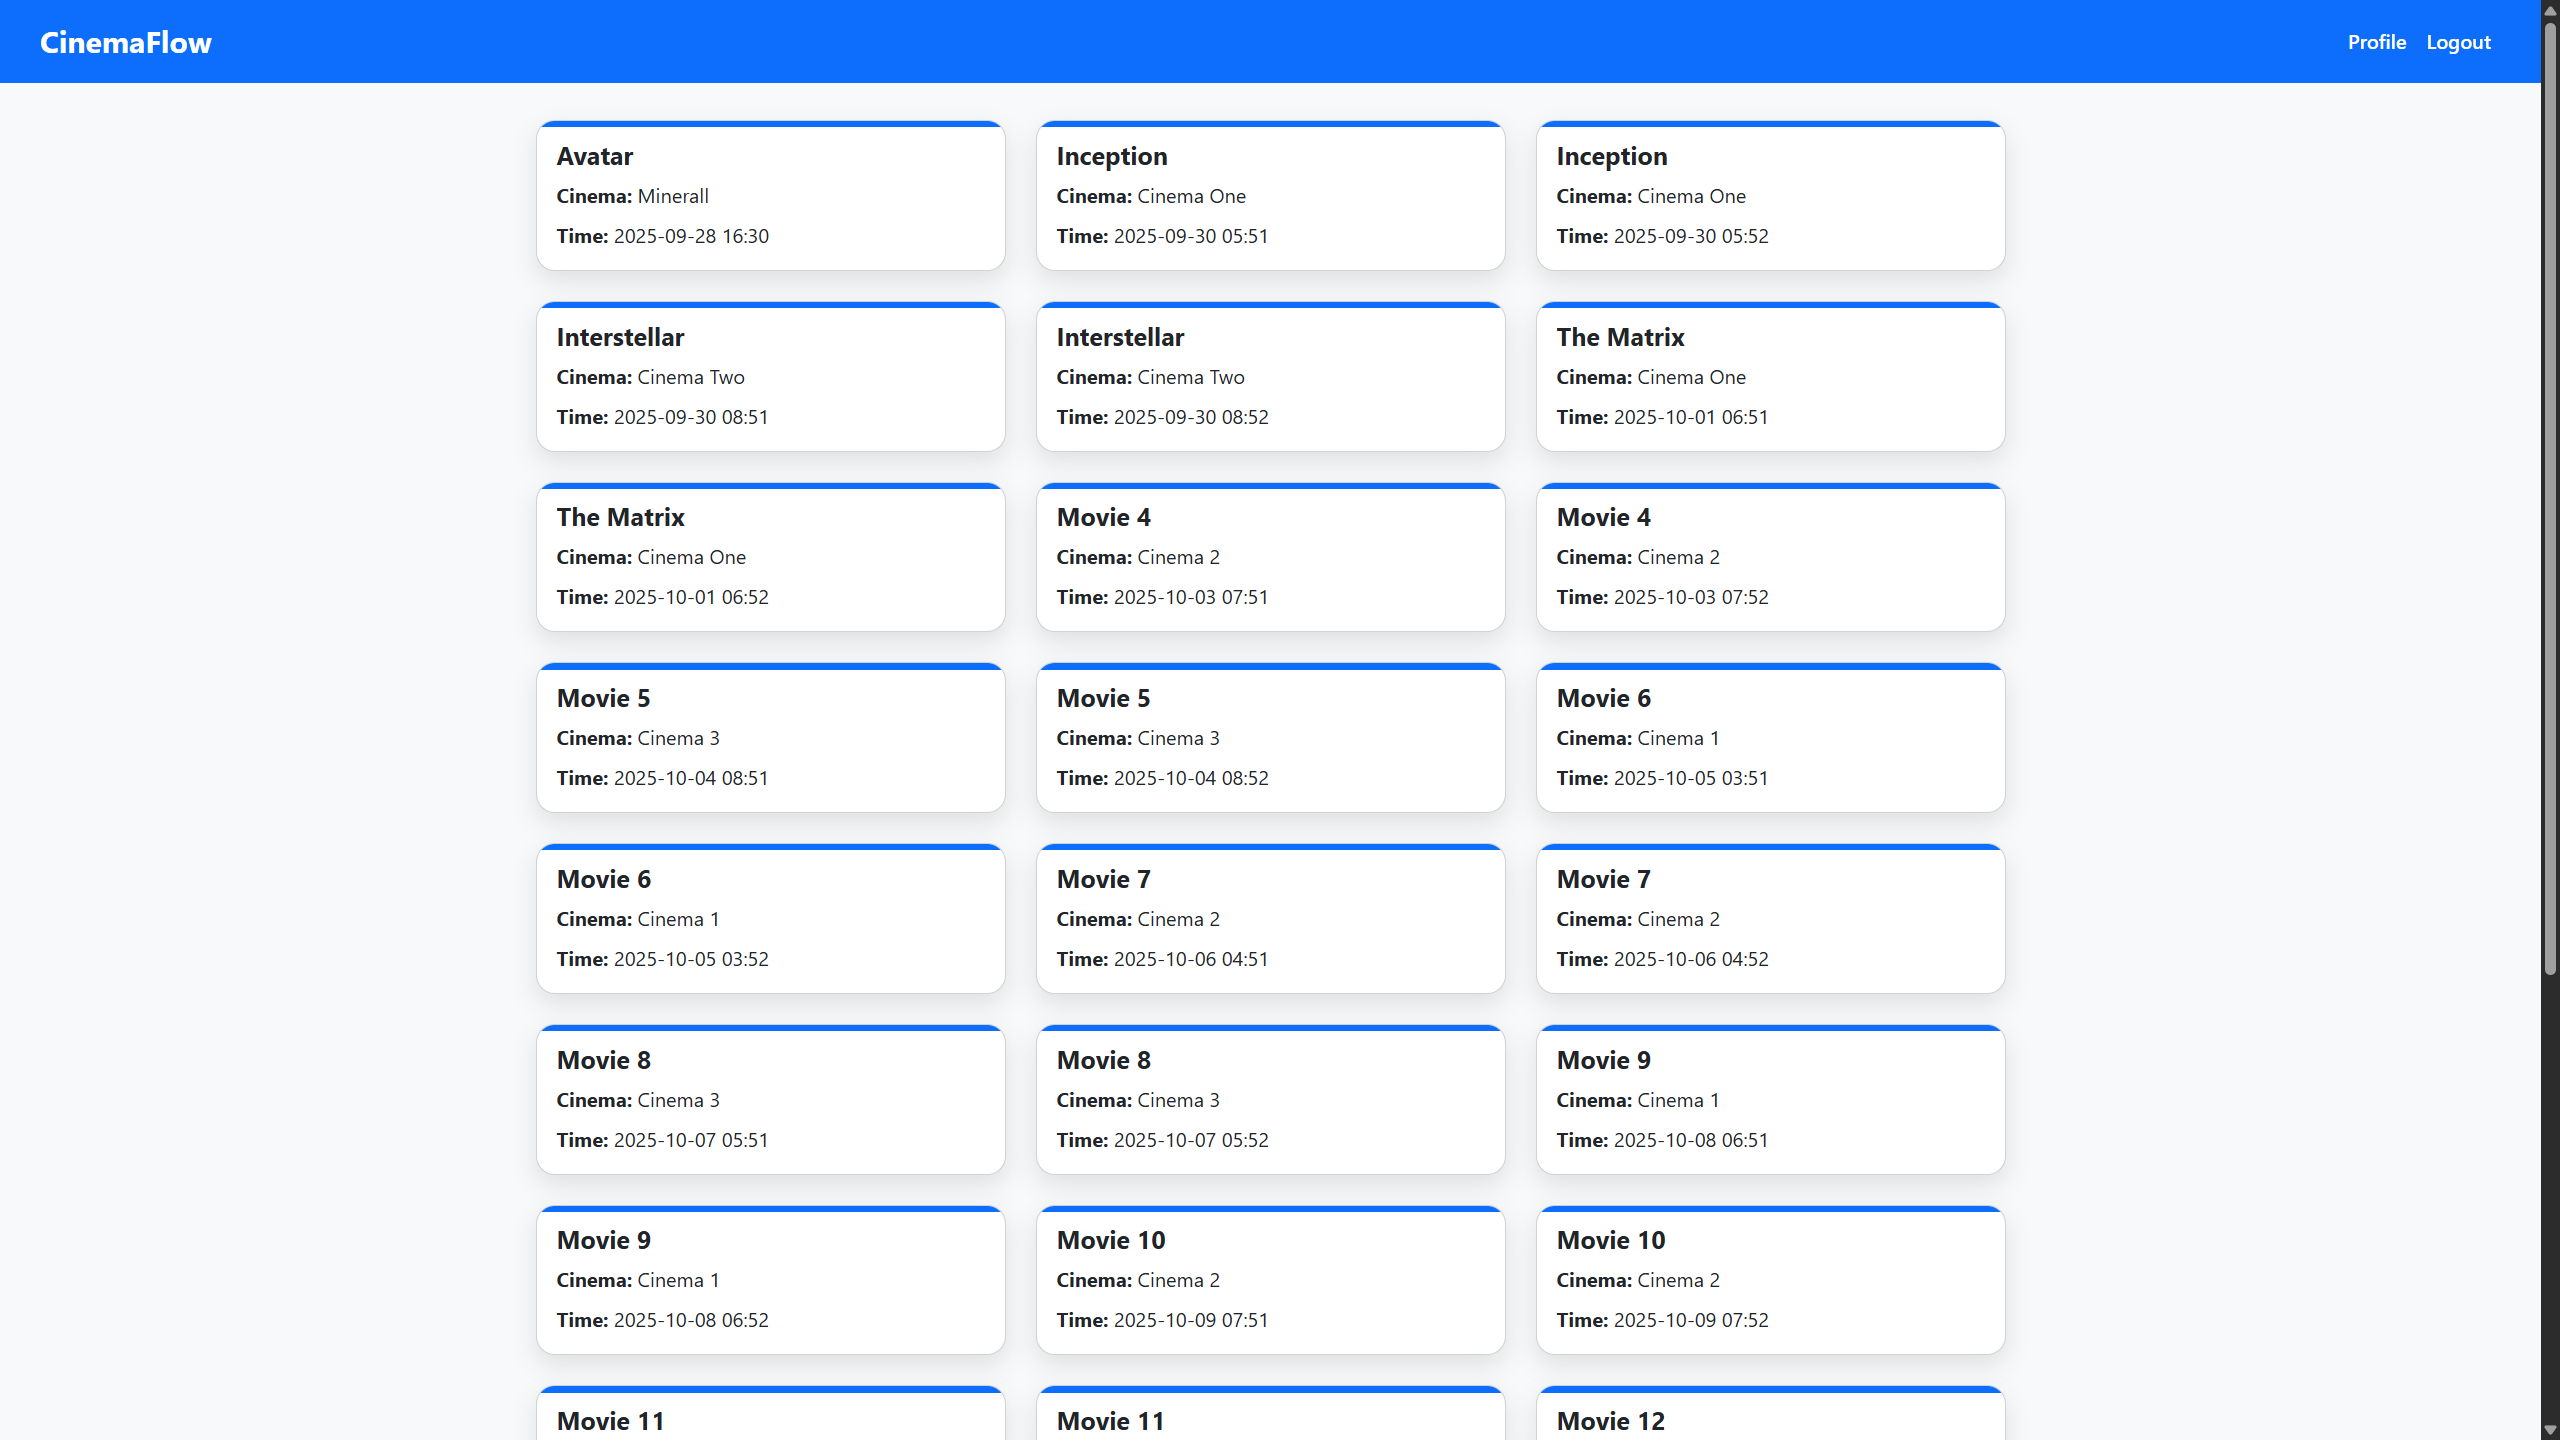 CinemaFlow
Profile Logout
Avatar
Cinema: Minerall
Time: 2025-09-28 16:30
Inception
Cinema: Cinema One
Time: 2025-09-30 05:51
Inception
Cinema: Cinema One
Time: 2025-09-30 05:52
Interstellar
Cinema: Cinema Two
Time: 2025-09-30 08:51
Interstellar
Cinema: Cinema Two
Time: 2025-09-30 08:52
The Matrix
Cinema: Cinema One
Time: 2025-10-01 06:51
The Matrix
Cinema: Cinema One
Time: 2025-10-01 06:52
Movie 4
Cinema: Cinema 2
Time: 2025-10-03 07:51
Movie 4
Cinema: Cinema 2
Time: 2025-10-03 07:52
Movie 5
Cinema: Cinema 3
Time: 2025-10-04 08:51
Movie 5
Cinema: Cinema 3
Time: 2025-10-04 08:52
Movie 6
Cinema: Cinema 1
Time: 2025-10-05 03:51
Movie 6
Cinema: Cinema 1
Time: 2025-10-05 03:52
Movie 7
Cinema: Cinema 2
Time: 2025-10-06 04:51
Movie 7
Cinema: Cinema 2
Time: 2025-10-06 04:52
Movie 8
Cinema: Cinema 3
Time: 2025-10-07 05:51
Movie 8
Cinema: Cinema 3
Time: 2025-10-07 05:52
Movie 9
Cinema: Cinema 1
Time: 2025-10-08 06:51
Movie 9
Cinema: Cinema 1
Time: 2025-10-08 06:52
Movie 10
Cinema: Cinema 2
Time: 2025-10-09 07:51
Movie 10
Cinema: Cinema 2
Time: 2025-10-09 07:52
Movie 11
Movie 11
Movie 12